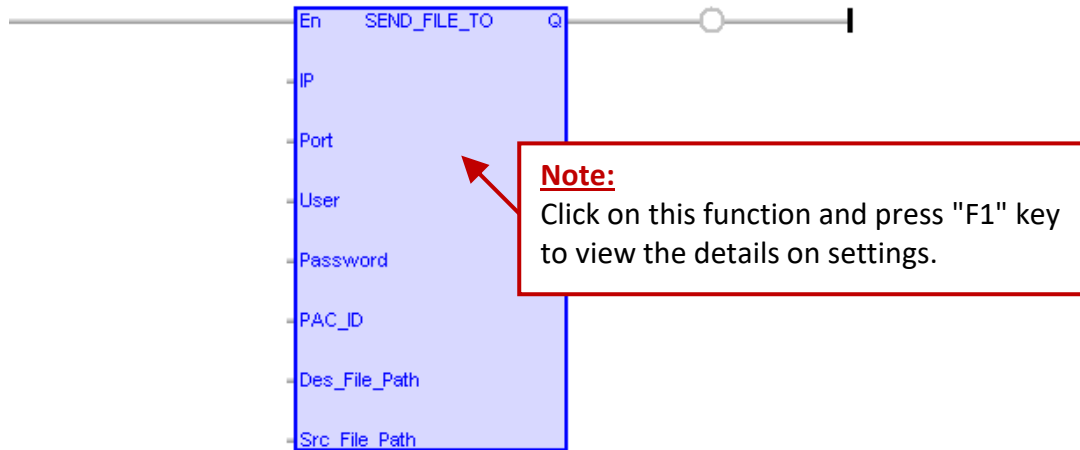 En SEND_FILE_TO Q
IP
Port
User
Password
PAC_ID
Des_File_Path
Src_File_Path
Note:
Click on this function and press "F1" key
to view the details on settings.